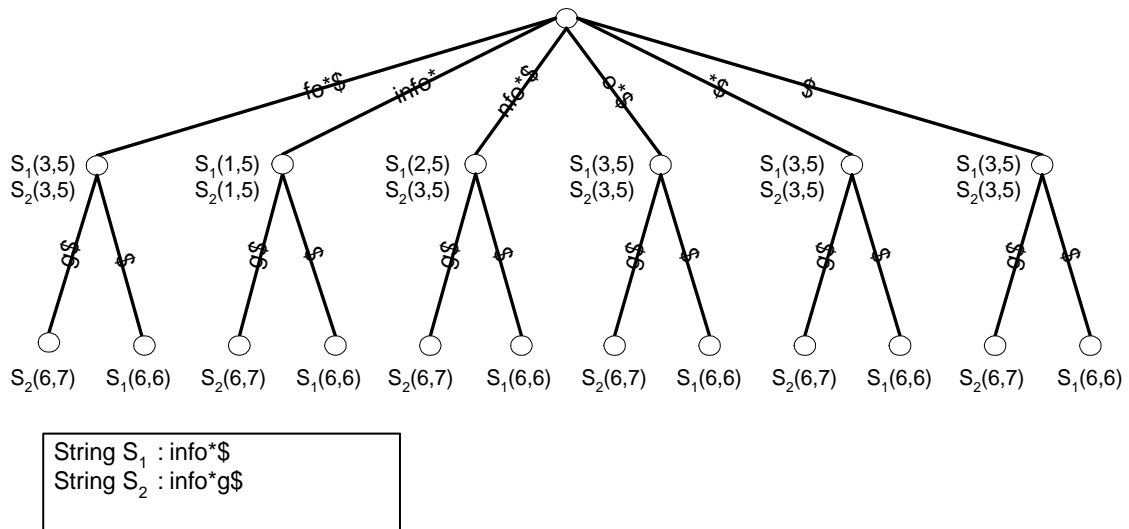 fo*$ info* nfo*$ o*$ *$ $
S₁(3,5) S₁(1,5) S₁(2,5) S₁(3,5) S₁(3,5) S₁(3,5)
S₂(3,5) S₂(1,5) S₂(3,5) S₂(3,5) S₂(3,5) S₂(3,5)
g$ $ g$ $ g$ $ g$ $ g$ $ g$ $
S₂(6,7) S₁(6,6) S₂(6,7) S₁(6,6) S₂(6,7) S₁(6,6) S₂(6,7) S₁(6,6) S₂(6,7) S₁(6,6) S₂(6,7) S₁(6,6)
String S₁ : info*$
String S₂ : info*g$